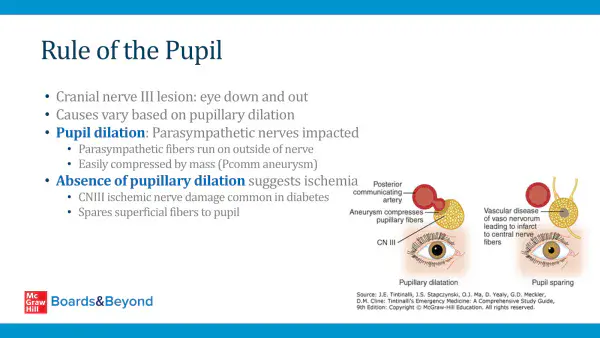 Rule of the Pupil
• Cranial nerve III lesion: eye down and out
• Causes vary based on pupillary dilation
• Pupil dilation: Parasympathetic nerves impacted
• Parasympathetic fibers run on outside of nerve
• Easily compressed by mass (Pcomm aneurysm)
• Absence of pupillary dilation suggests ischemia
• CNIII ischemic nerve damage common in diabetes
• Spares superficial fibers to pupil
Posterior
communicating
artery
Aneurysm compresses
pupillary fibers
CN III
Pupillary dilatation
Vascular disease
of vaso nervorum
leading to infarct
to central nerve
fibers
Pupil sparing
Source: J.E. Tintinalli, J.S. Stapczynski, O.J. Ma, D. Yealy, G.D. Meckler,
D.M. Cline: Tintinalli's Emergency Medicine: A Comprehensive Study Guide,
9th Edition: Copyright © McGraw-Hill Education. All rights reserved.
Mc
Graw
Hill
Boards&Beyond